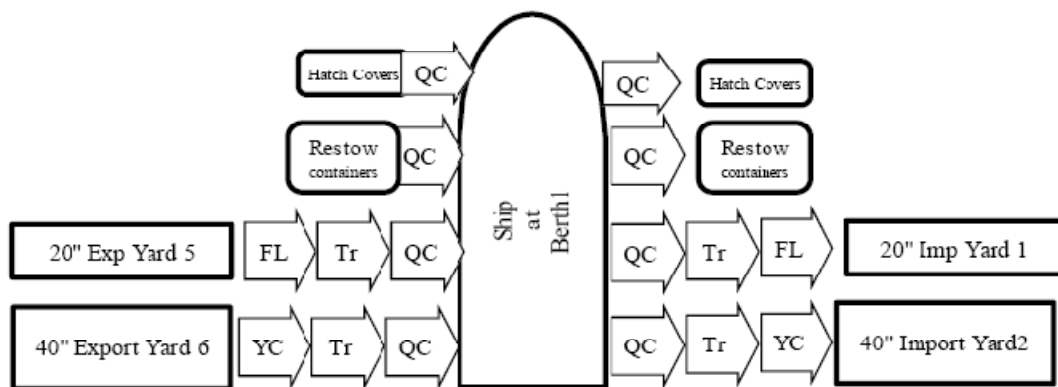 Hatch Covers QC QC Hatch Covers
Restow
containers
QC QC
Restow
containers
Ship
at
Berth1
20" Exp Yard 5 FL Tr QC QC Tr FL 20" Imp Yard 1
40" Export Yard 6 YC Tr QC QC Tr YC 40" Import Yard2